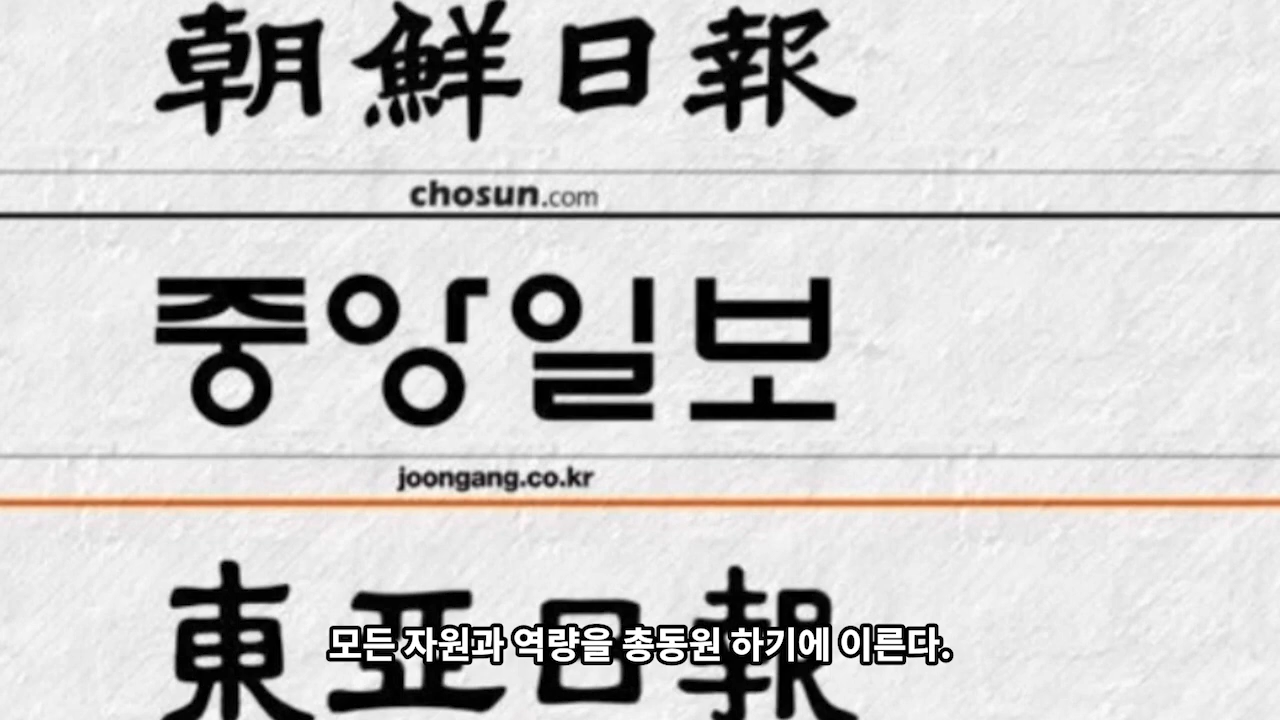 朝鮮日報
chosun.com
중앙일보
joongang.co.kr
東亞日報
모든 자원과 역량을 총동원 하기에 이른다.